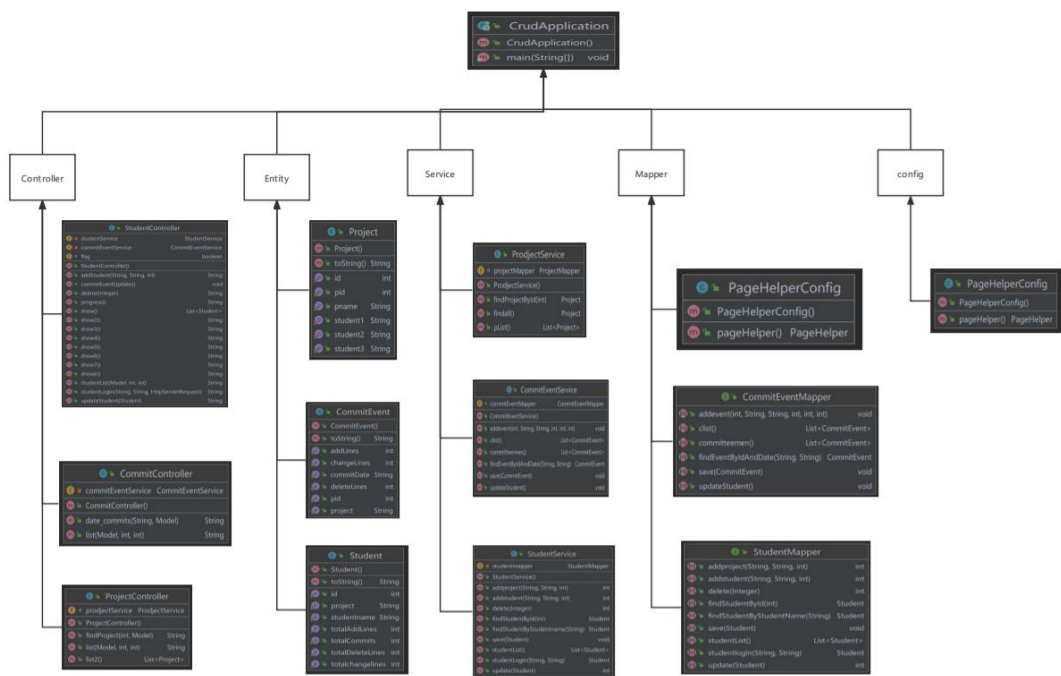 CrudApplication
CrudApplication()
main(String[]) void
Controller
Entity
Service
Mapper
config
StudentController
studentService StudentService
commitEventService CommitEventService
flag boolean
StudentController()
addStudent(String, String, int) String
commitEventUpdate() void
delete(Integer) String
progress() String
show() List<Student>
show2() String
show3() String
show4() String
show5() String
show6() String
show7() String
showe() String
studentList(Model, int, int) String
studentLogin(String, String, HttpServletRequest) String
updateStudent(Student) String
CommitController
commitEventService CommitEventService
CommitController()
date_commits(String, Model) String
list(Model, int, int) String
ProjectController
prodjectService ProdjectService
ProjectController()
findProject(int, Model) String
list(Model, int, int) String
list2() List<Project>
Project
Project()
toString() String
id int
pid int
pname String
student1 String
student2 String
student3 String
CommitEvent
CommitEvent()
toString() String
addLines int
changeLines int
commitDate String
deleteLines int
pid int
project String
Student
Student()
toString() String
id int
project String
studentname String
totalAddLines int
totalCommits int
totalDeleteLines int
totalchangelines int
ProdjectService
projectMapper ProjectMapper
ProdjectService()
findProjectById(int) Project
findall() Project
pList() List<Project>
CommitEventService
commitEventMapper CommitEventMapper
CommitEventService()
addevent(int, String, String, int, int, int) void
clist() List<CommitEvent>
committeemen() List<CommitEvent>
findEventByIdAndDate(String, String) CommitEvent
save(CommitEvent) void
updateStudent() void
StudentService
studentmapper StudentMapper
StudentService()
addproject(String, String, int) int
addstudent(String, String, int) int
delete(Integer) int
findStudentById(int) Student
findStudentByStudentname(String) Student
save(Student) void
studentList() List<Student>
studentLogin(String, String) Student
update(Student) int
PageHelperConfig
PageHelperConfig()
pageHelper() PageHelper
CommitEventMapper
addevent(int, String, String, int, int, int) void
clist() List<CommitEvent>
committeemen() List<CommitEvent>
findEventByIdAndDate(String, String) CommitEvent
save(CommitEvent) void
updateStudent() void
StudentMapper
addproject(String, String, int) int
addstudent(String, String, int) int
delete(Integer) int
findStudentById(int) Student
findStudentByStudentName(String) Student
save(Student) void
studentList() List<Student>
studentlogin(String, String) Student
update(Student) int
PageHelperConfig
PageHelperConfig()
pageHelper() PageHelper